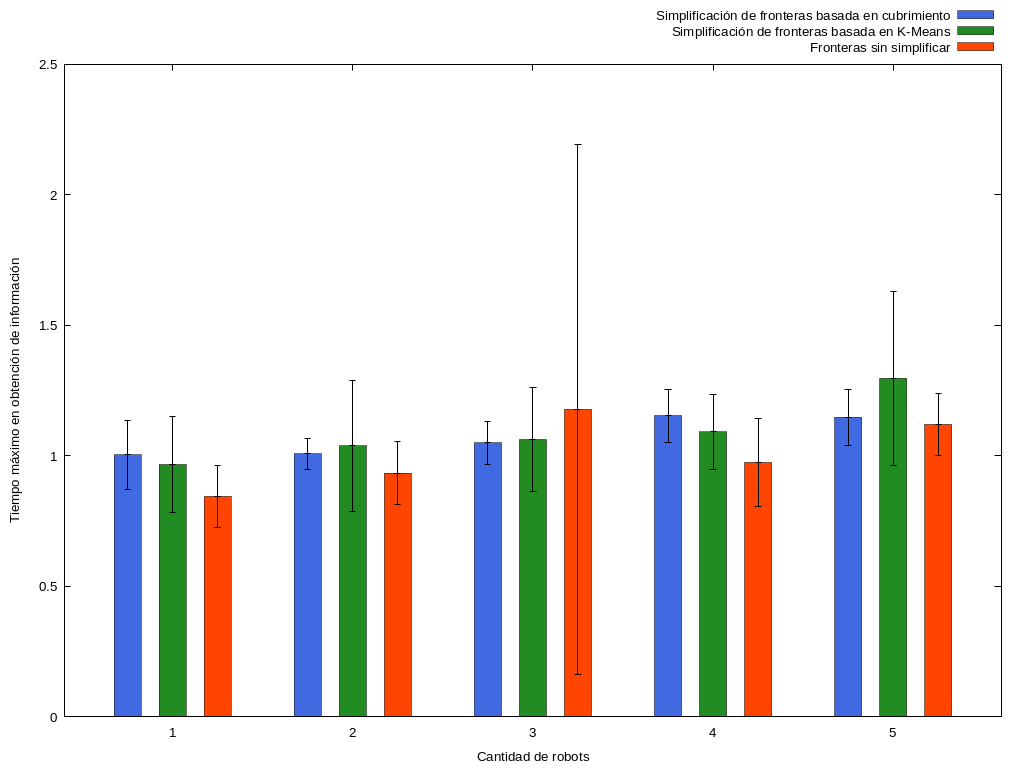 Simplificación de fronteras basada en cubrimiento
Simplificación de fronteras basada en K-Means
Fronteras sin simplificar
2.5
2
1.5
1
0.5
0
Tiempo máximo en obtención de información
1 2 3 4 5
Cantidad de robots